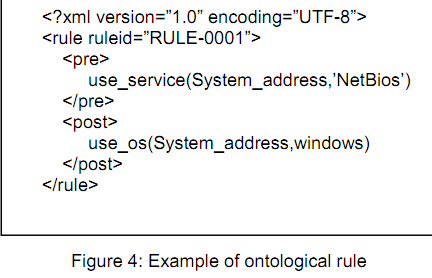 <?xml version=”1.0” encoding=”UTF-8”>
<rule ruleid=”RULE-0001”>
<pre>
use_service(System_address,’NetBios’)
</pre>
<post>
use_os(System_address,windows)
</post>
</rule>
Figure 4: Example of ontological rule